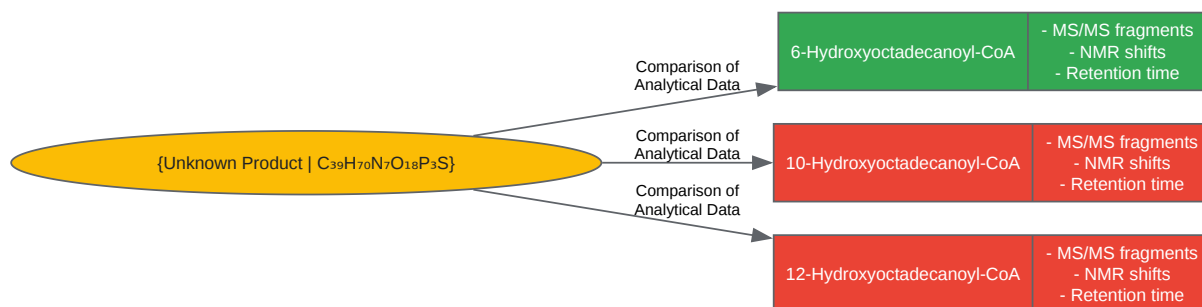 {Unknown Product | C₃₉H₇₀N₇O₁₈P₃S}
Comparison of
Analytical Data
6-Hydroxyoctadecanoyl-CoA
- MS/MS fragments
- NMR shifts
- Retention time
Comparison of
Analytical Data
10-Hydroxyoctadecanoyl-CoA
- MS/MS fragments
- NMR shifts
- Retention time
Comparison of
Analytical Data
12-Hydroxyoctadecanoyl-CoA
- MS/MS fragments
- NMR shifts
- Retention time